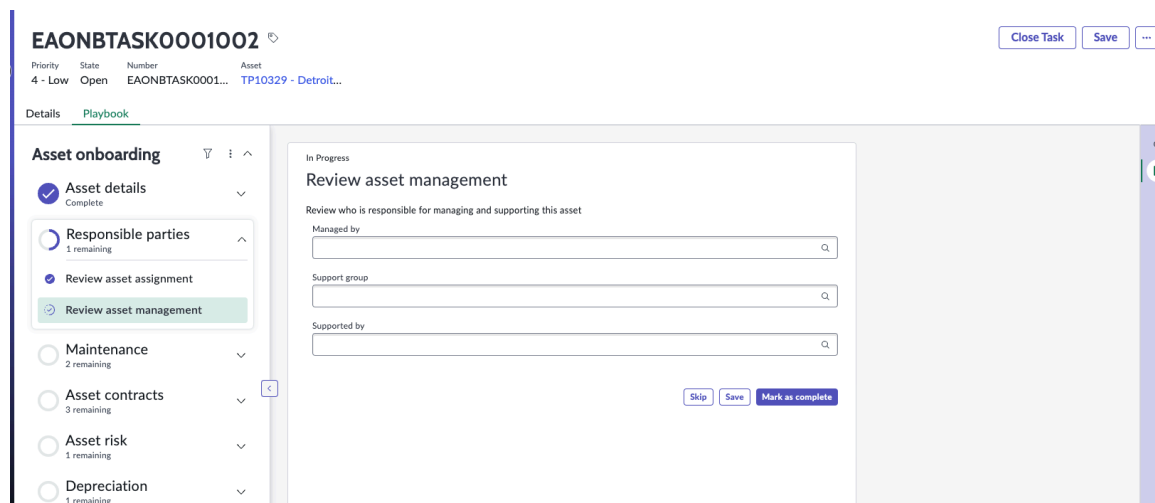 EAONBTASK0001002
Close Task
Save
Priority
State
Number
Asset
4 - Low
Open
EAONBTASK0001...
TP10329 - Detroit...
Details
Playbook
Asset onboarding
Asset details
Complete
Responsible parties
1 remaining
Review asset assignment
Review asset management
Maintenance
2 remaining
Asset contracts
3 remaining
Asset risk
1 remaining
Depreciation
1 remaining
In Progress
Review asset management
Review who is responsible for managing and supporting this asset
Managed by
Support group
Supported by
Skip
Save
Mark as complete